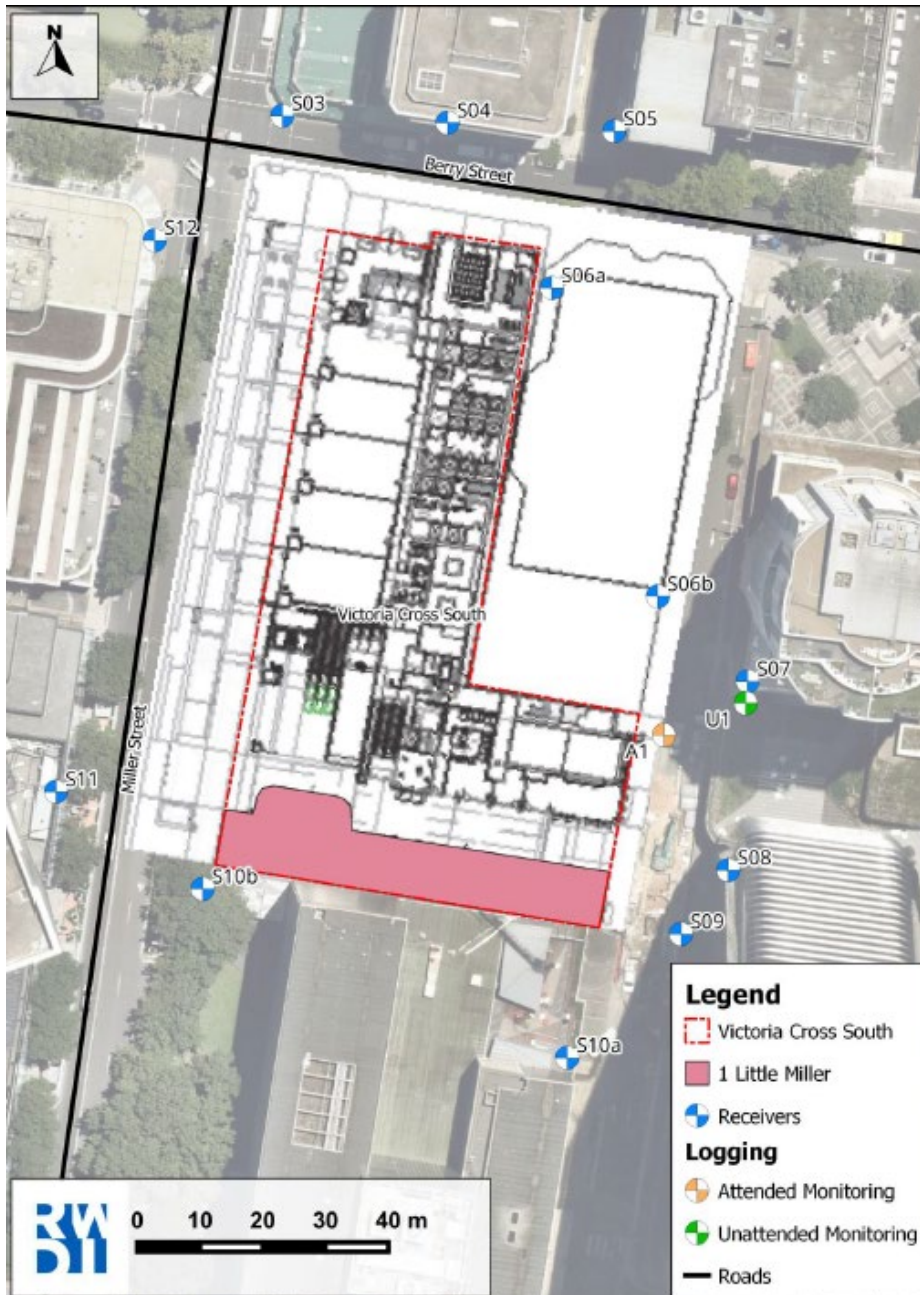 N
S03
S04
S05
Berry Street
S12
S06a
S06b
Victoria Cross South
S07
U1
A1
Miller Street
S11
S10b
S08
S09
S10a
Legend
Victoria Cross South
1 Little Miller
Receivers
Logging
Attended Monitoring
Unattended Monitoring
Roads
RWDI
0 10 20 30 40 m